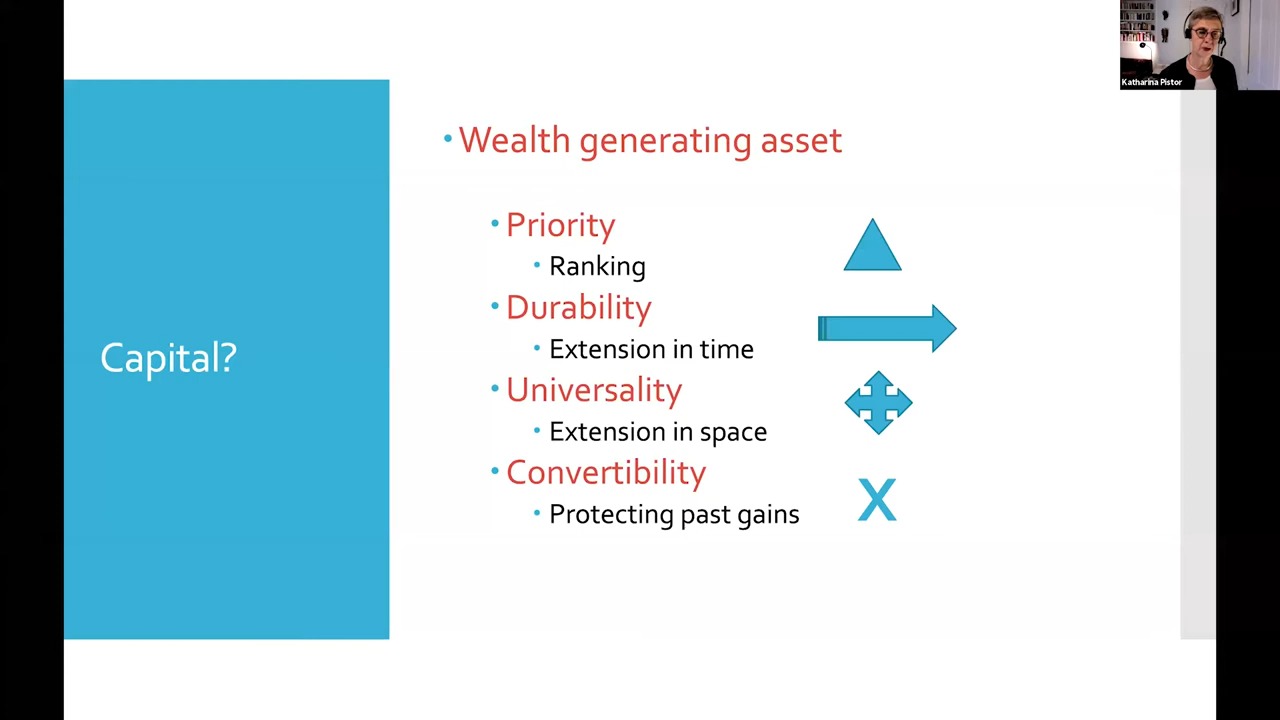 Katharina Pistor
Capital?
• Wealth generating asset
• Priority
• Ranking
• Durability
• Extension in time
• Universality
• Extension in space
• Convertibility
• Protecting past gains
X